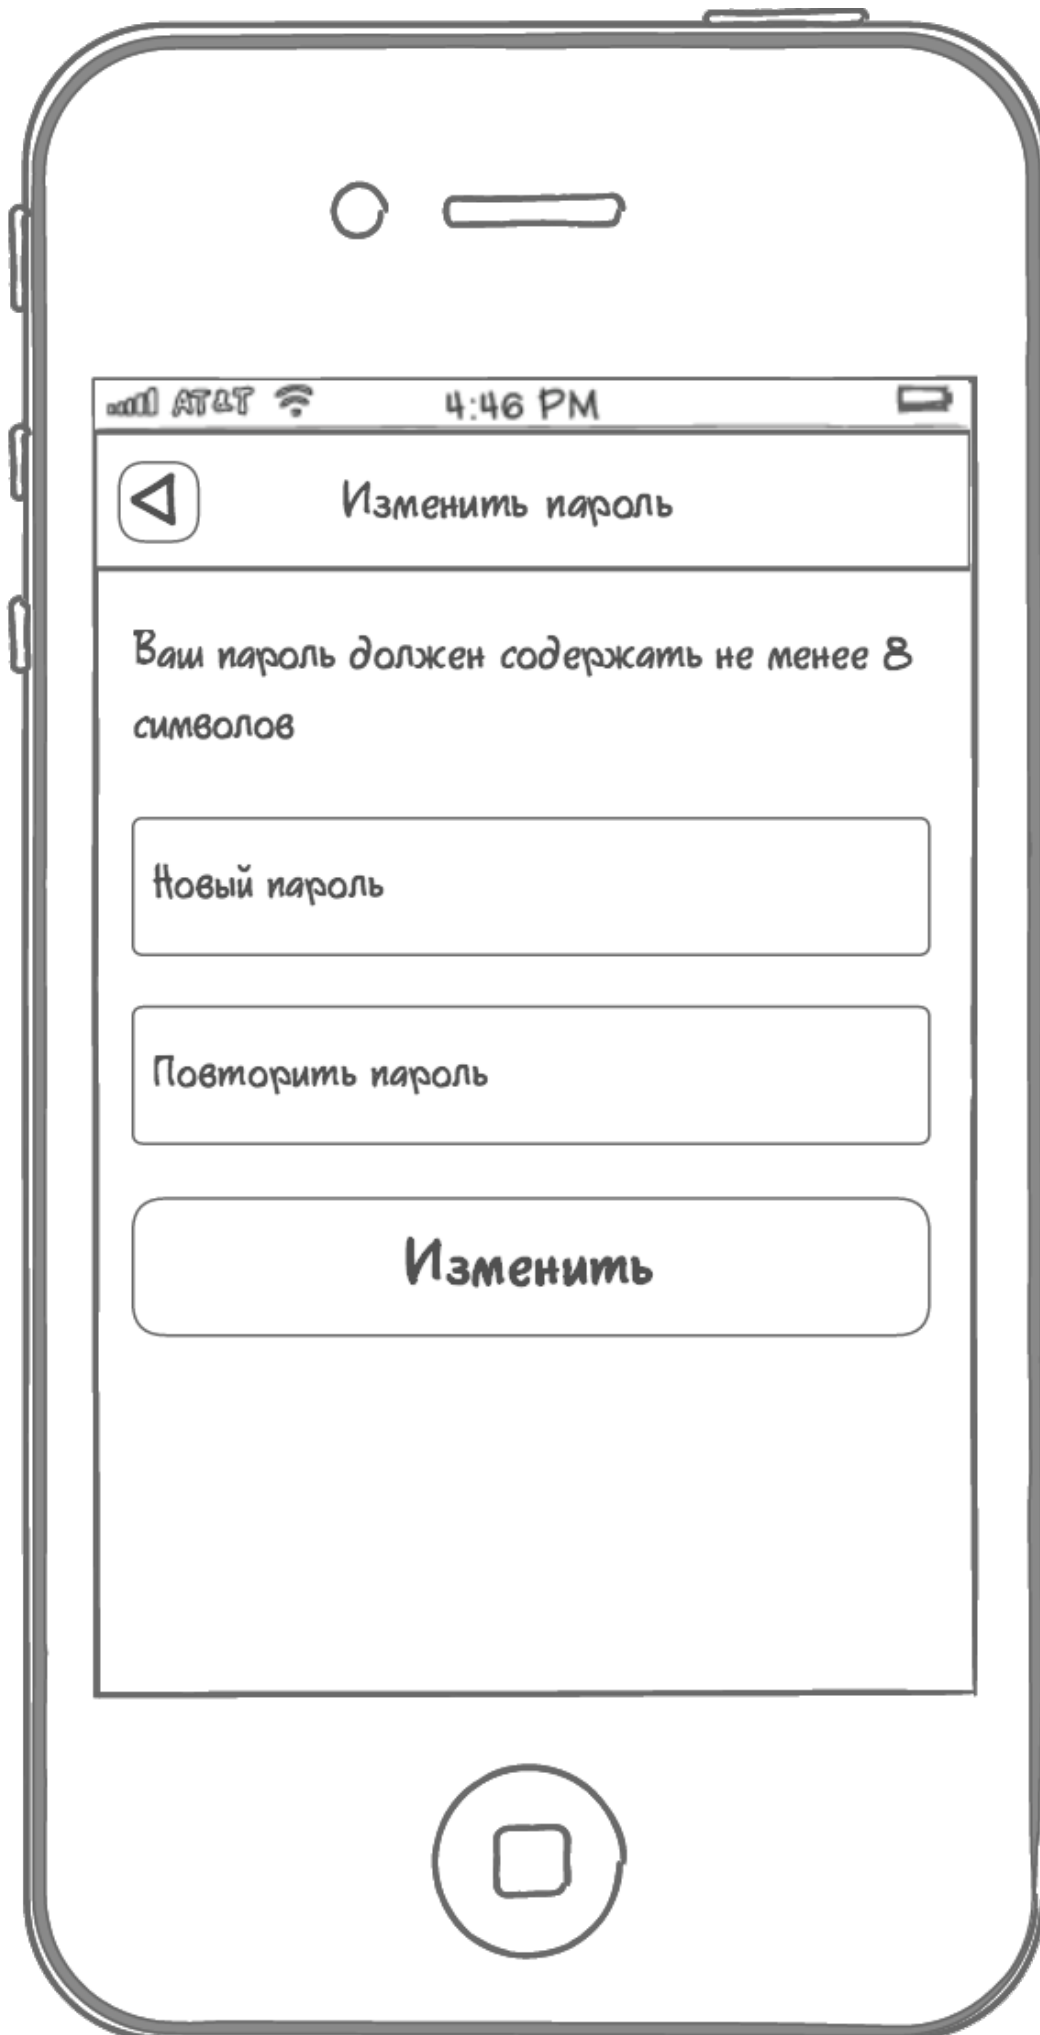 AT&T 4:46 PM
Изменить пароль
Ваш пароль должен содержать не менее 8
символов
Новый пароль
Повторить пароль
Изменить